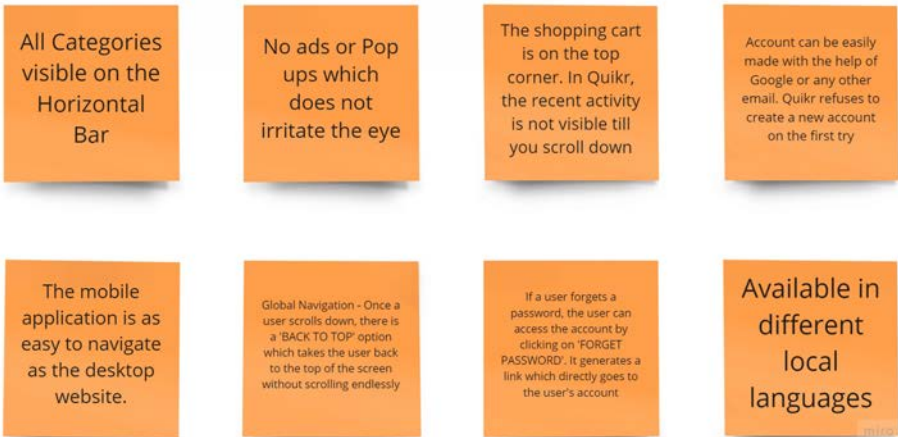 All Categories
visible on the
Horizontal
Bar
No ads or Pop
ups which
does not
irritate the eye
The shopping cart
is on the top
corner. In Quikr,
the recent activity
is not visible till
you scroll down
Account can be easily
made with the help of
Google or any other
email. Quikr refuses to
create a new account
on the first try
The mobile
application is as
easy to navigate
as the desktop
website.
Global Navigation - Once a
user scrolls down, there is
a 'BACK TO TOP' option
which takes the user back
to the top of the screen
without scrolling endlessly
If a user forgets a
password, the user can
access the account by
clicking on 'FORGET
PASSWORD'. It generates a
link which directly goes to
the user's account
Available in
different
local
languages
miro